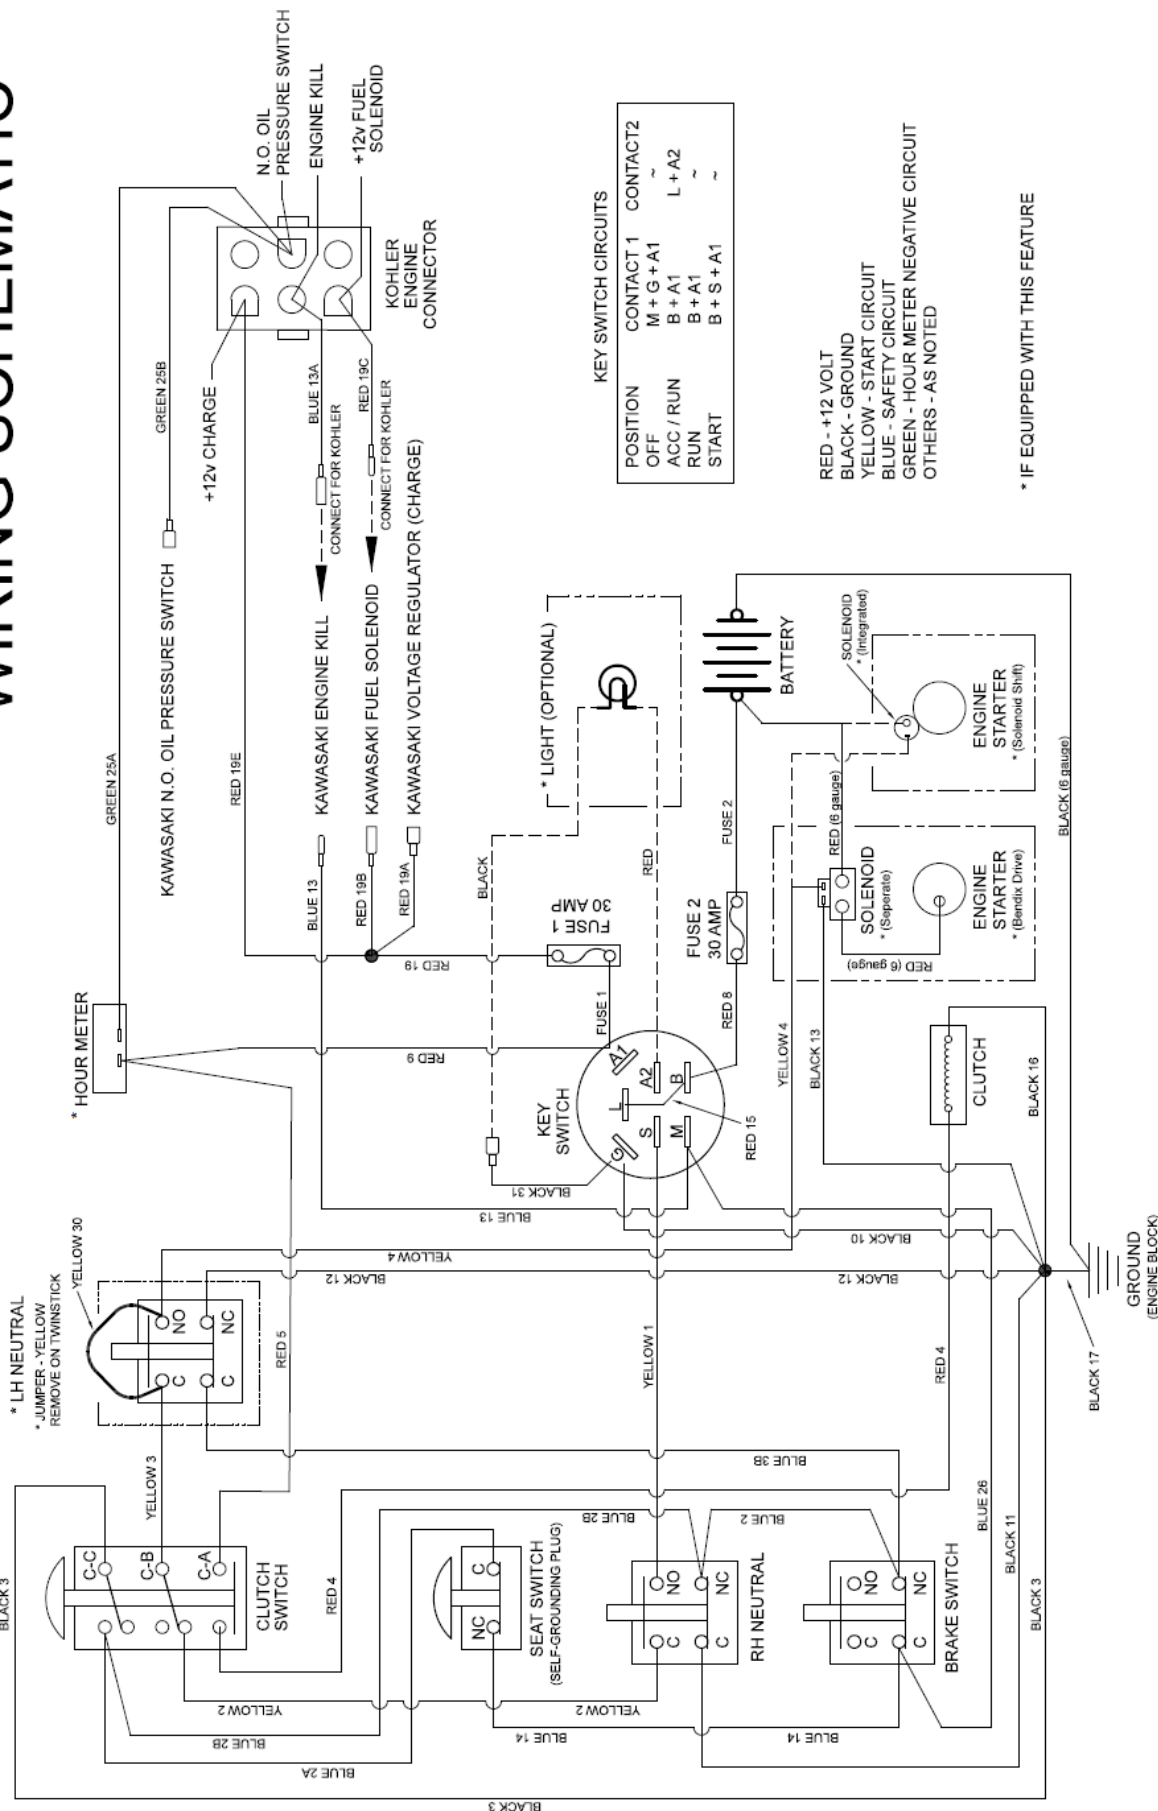 WIRING SCHEMATIC
N.O. OIL
PRESSURE SWITCH
ENGINE KILL
+12v FUEL
SOLENOID
KOHLER
ENGINE
CONNECTOR
+12v CHARGE
GREEN 25B
GREEN 25A
KAWASAKI N.O. OIL PRESSURE SWITCH
RED 19E
BLUE 13A
CONNECT FOR KOHLER
RED 19C
CONNECT FOR KOHLER
KAWASAKI ENGINE KILL
KAWASAKI FUEL SOLENOID
KAWASAKI VOLTAGE REGULATOR (CHARGE)
BLUE 13
RED 19B
RED 19A
RED 19
* HOUR METER
RED 9
RED 5
KEY SWITCH CIRCUITS
POSITION CONTACT 1 CONTACT2
OFF M + G + A1 ~
ACC / RUN B + A1 L + A2
RUN B + A1 ~
START B + S + A1 ~
RED - +12 VOLT
BLACK - GROUND
YELLOW - START CIRCUIT
BLUE - SAFETY CIRCUIT
GREEN - HOUR METER NEGATIVE CIRCUIT
OTHERS - AS NOTED
* IF EQUIPPED WITH THIS FEATURE
* LIGHT (OPTIONAL)
BLACK
RED
FUSE 1
30 AMP
FUSE 1
FUSE 2
30 AMP
FUSE 2
RED 8
BATTERY
SOLENOID
* (Integrated)
ENGINE
STARTER
* (Solenoid Shift)
RED (6 gauge)
SOLENOID
* (Seperate)
ENGINE
STARTER
* (Bendix Drive)
RED (6 gauge)
BLACK (6 gauge)
KEY
SWITCH
A1
A2
B
L
S
M
G
RED 15
BLACK 31
BLUE 13
YELLOW 4
BLACK 13
CLUTCH
BLACK 16
BLACK 10
YELLOW 4
BLACK 12
BLACK 12
GROUND
(ENGINE BLOCK)
BLACK 17
* LH NEUTRAL
* JUMPER - YELLOW
REMOVE ON TWINSTICK
YELLOW 30
NO
NC
C
C
YELLOW 1
RED 4
YELLOW 3
BLUE 3B
BLUE 26
BLACK 11
BLACK 3
BLACK 3
C-C
C-B
C-A
CLUTCH
SWITCH
RED 4
BLUE 2B
BLUE 2
C
NC
SEAT SWITCH
(SELF-GROUNDING PLUG)
NO
NC
C
C
RH NEUTRAL
NO
NC
C
C
BRAKE SWITCH
YELLOW 2
YELLOW 2
BLUE 2B
BLUE 14
BLUE 14
BLUE 2A
BLACK 3